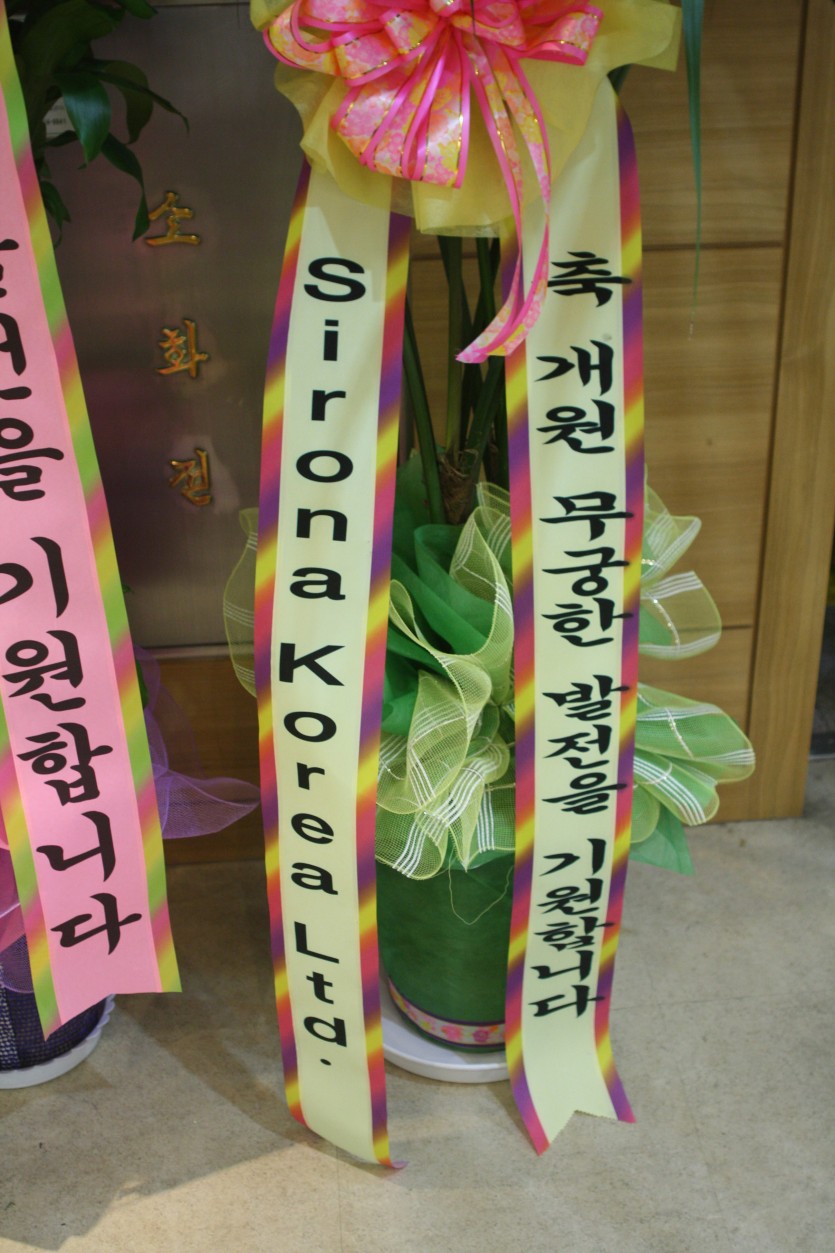 을 기원합니다
소화전
Sirona Korea Ltd.
축 개원 무궁한 발전을 기원합니다